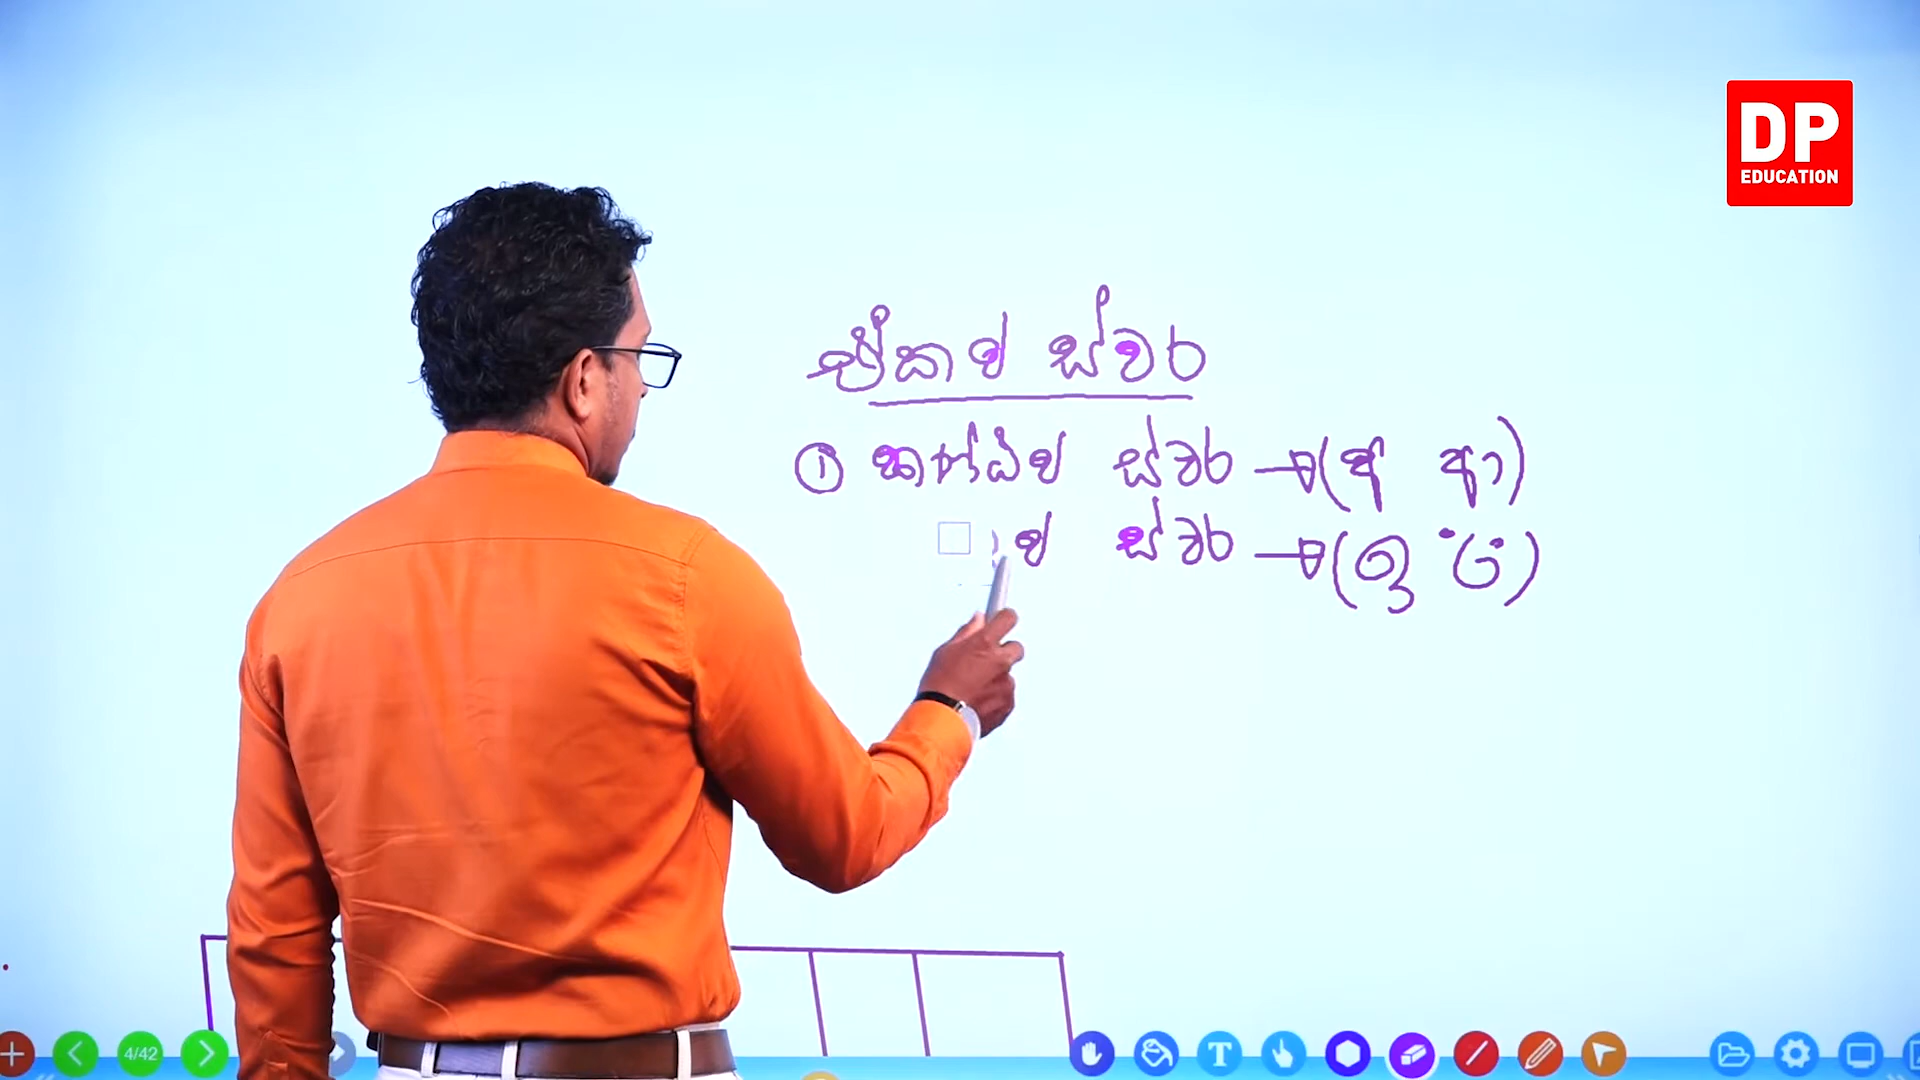 DP
EDUCATION
ඒකජ ස්වර
① කණ්ඨජ ස්වර → (අ ආ)
ජ ස්වර → (ඉ ඊ)
4/42
T